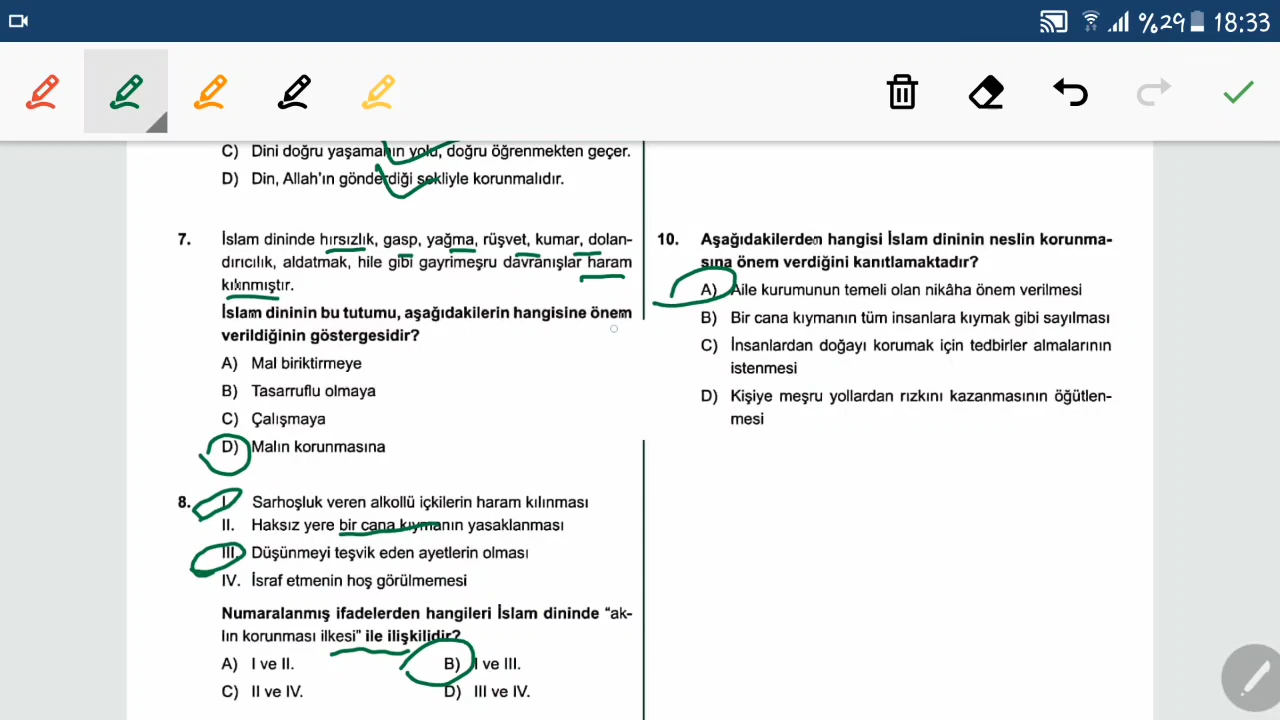 %29 18:33
C) Dini doğru yaşamanın yolu, doğru öğrenmekten geçer.
D) Din, Allah'ın gönderdiği şekliyle korunmalıdır.
7. İslam dininde hırsızlık, gasp, yağma, rüşvet, kumar, dolan-
dırıcılık, aldatmak, hile gibi gayrimeşru davranışlar haram
kılınmıştır.
İslam dininin bu tutumu, aşağıdakilerin hangisine önem
verildiğinin göstergesidir?
A) Mal biriktirmeye
B) Tasarruflu olmaya
C) Çalışmaya
D) Malın korunmasına
8. I. Sarhoşluk veren alkollü içkilerin haram kılınması
II. Haksız yere bir cana kıymanın yasaklanması
III. Düşünmeyi teşvik eden ayetlerin olması
IV. İsraf etmenin hoş görülmemesi
Numaralanmış ifadelerden hangileri İslam dininde “ak-
lın korunması ilkesi” ile ilişkilidir?
A) I ve II.
B) I ve III.
C) II ve IV.
D) III ve IV.
10. Aşağıdakilerden hangisi İslam dininin neslin korunma-
sına önem verdiğini kanıtlamaktadır?
A) Aile kurumunun temeli olan nikâha önem verilmesi
B) Bir cana kıymanın tüm insanlara kıymak gibi sayılması
C) İnsanlardan doğayı korumak için tedbirler almalarının
istenmesi
D) Kişiye meşru yollardan rızkını kazanmasının öğütlen-
mesi